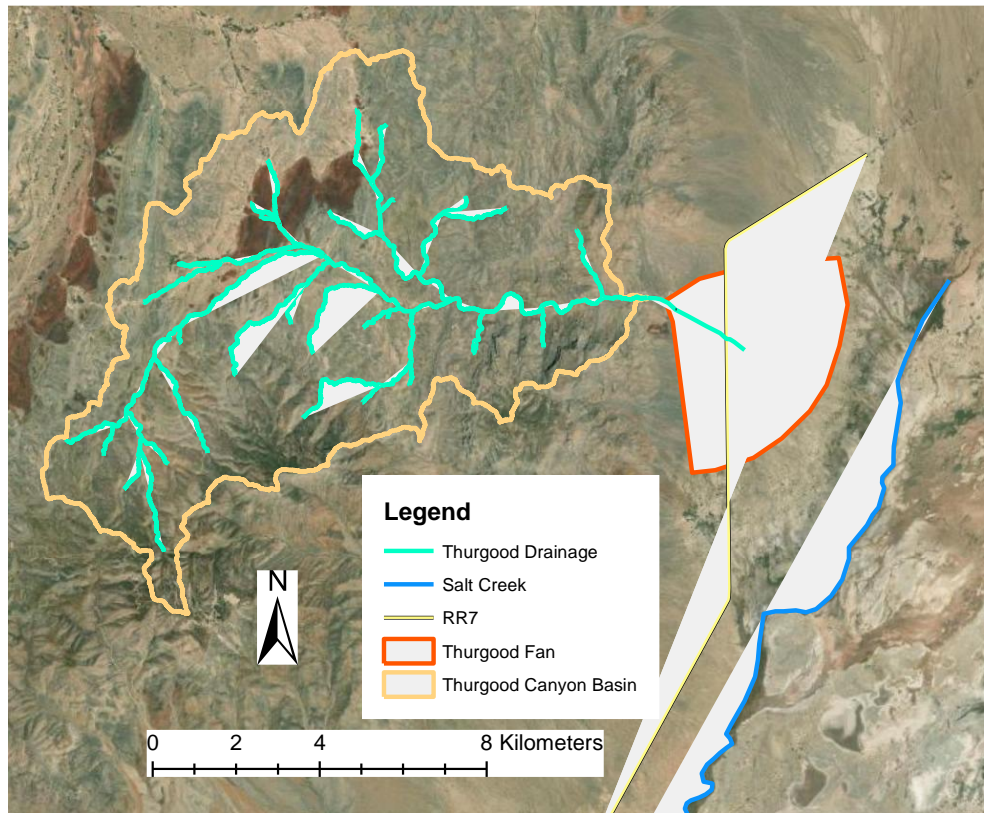 Legend
Thurgood Drainage
Salt Creek
RR7
Thurgood Fan
Thurgood Canyon Basin
N
0 2 4 8 Kilometers